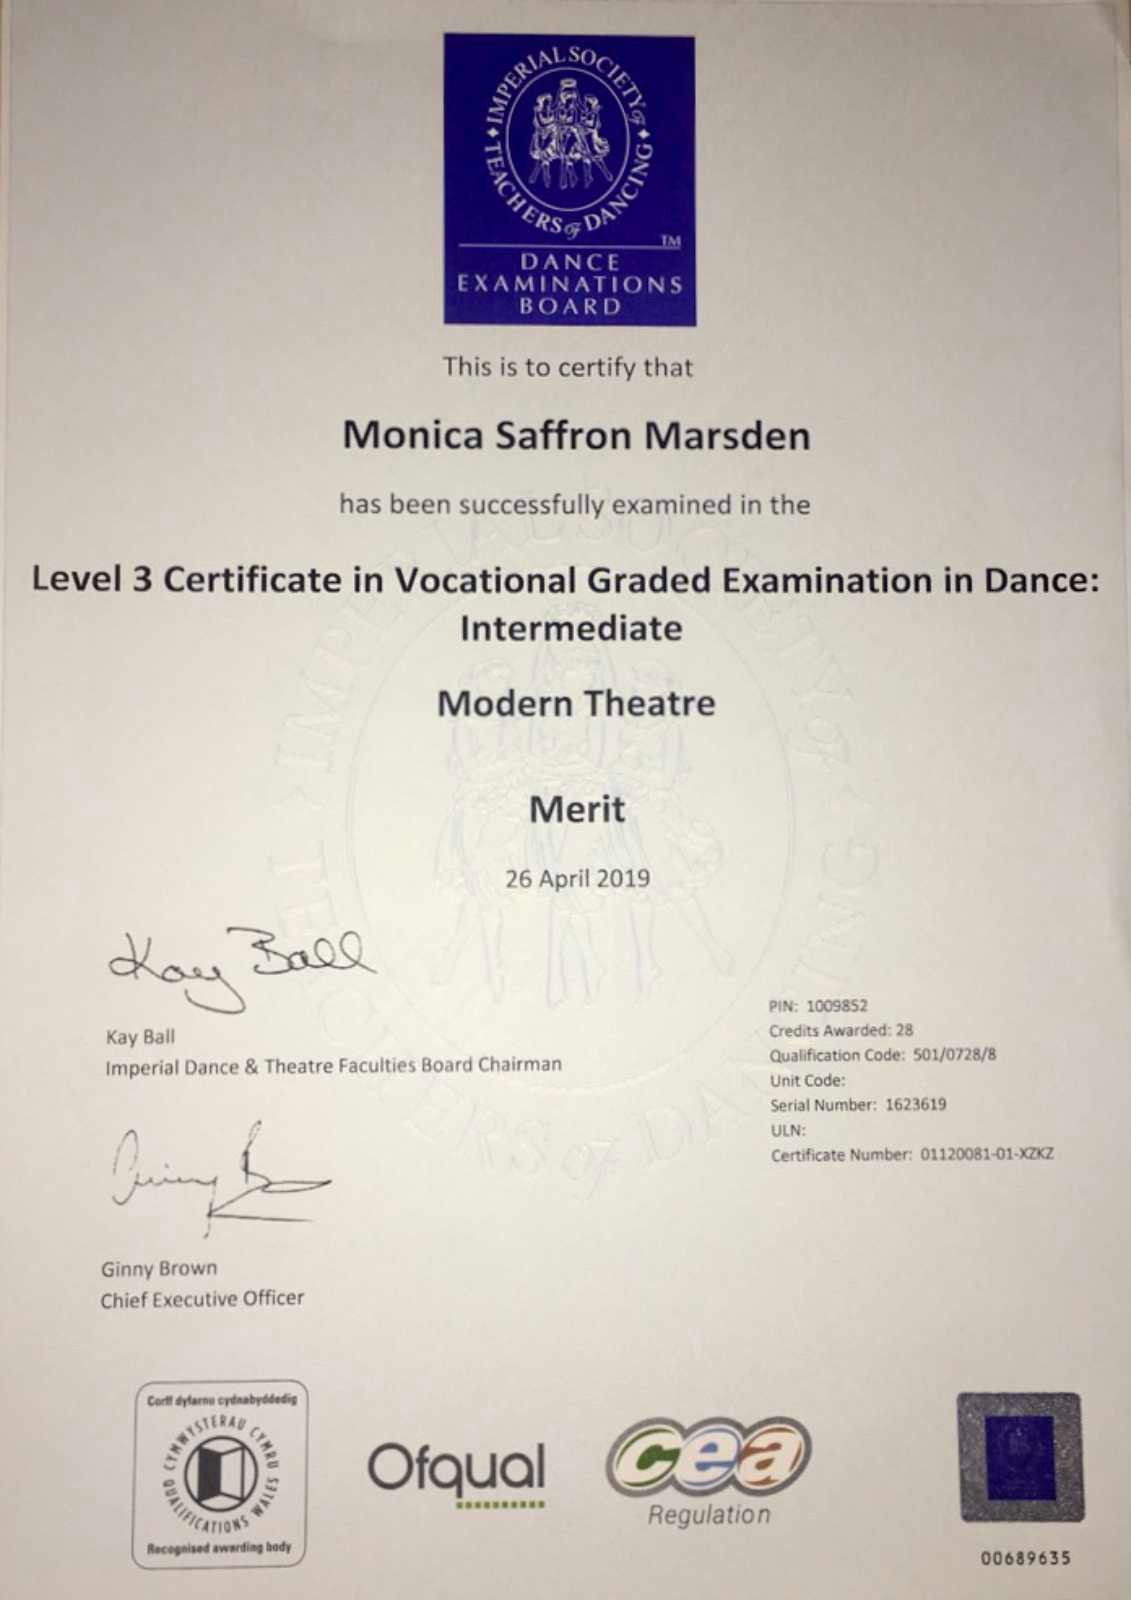 IMPERIAL SOCIETY of TEACHERS of DANCING
TM
DANCE
EXAMINATIONS
BOARD
This is to certify that
Monica Saffron Marsden
has been successfully examined in the
Level 3 Certificate in Vocational Graded Examination in Dance:
Intermediate
Modern Theatre
Merit
26 April 2019
Kay Ball
Kay Ball
Imperial Dance & Theatre Faculties Board Chairman
PIN: 1009852
Credits Awarded: 28
Qualification Code: 501/0728/8
Unit Code:
Serial Number: 1623619
ULN:
Certificate Number: 01120081-01-XZKZ
Ginny Brown
Chief Executive Officer
Corff dyfarnu cydnabyddedig
CYMWYSTERAU CYMRU
QUALIFICATIONS WALES
Recognised awarding body
Ofqual
cea
Regulation
00689635